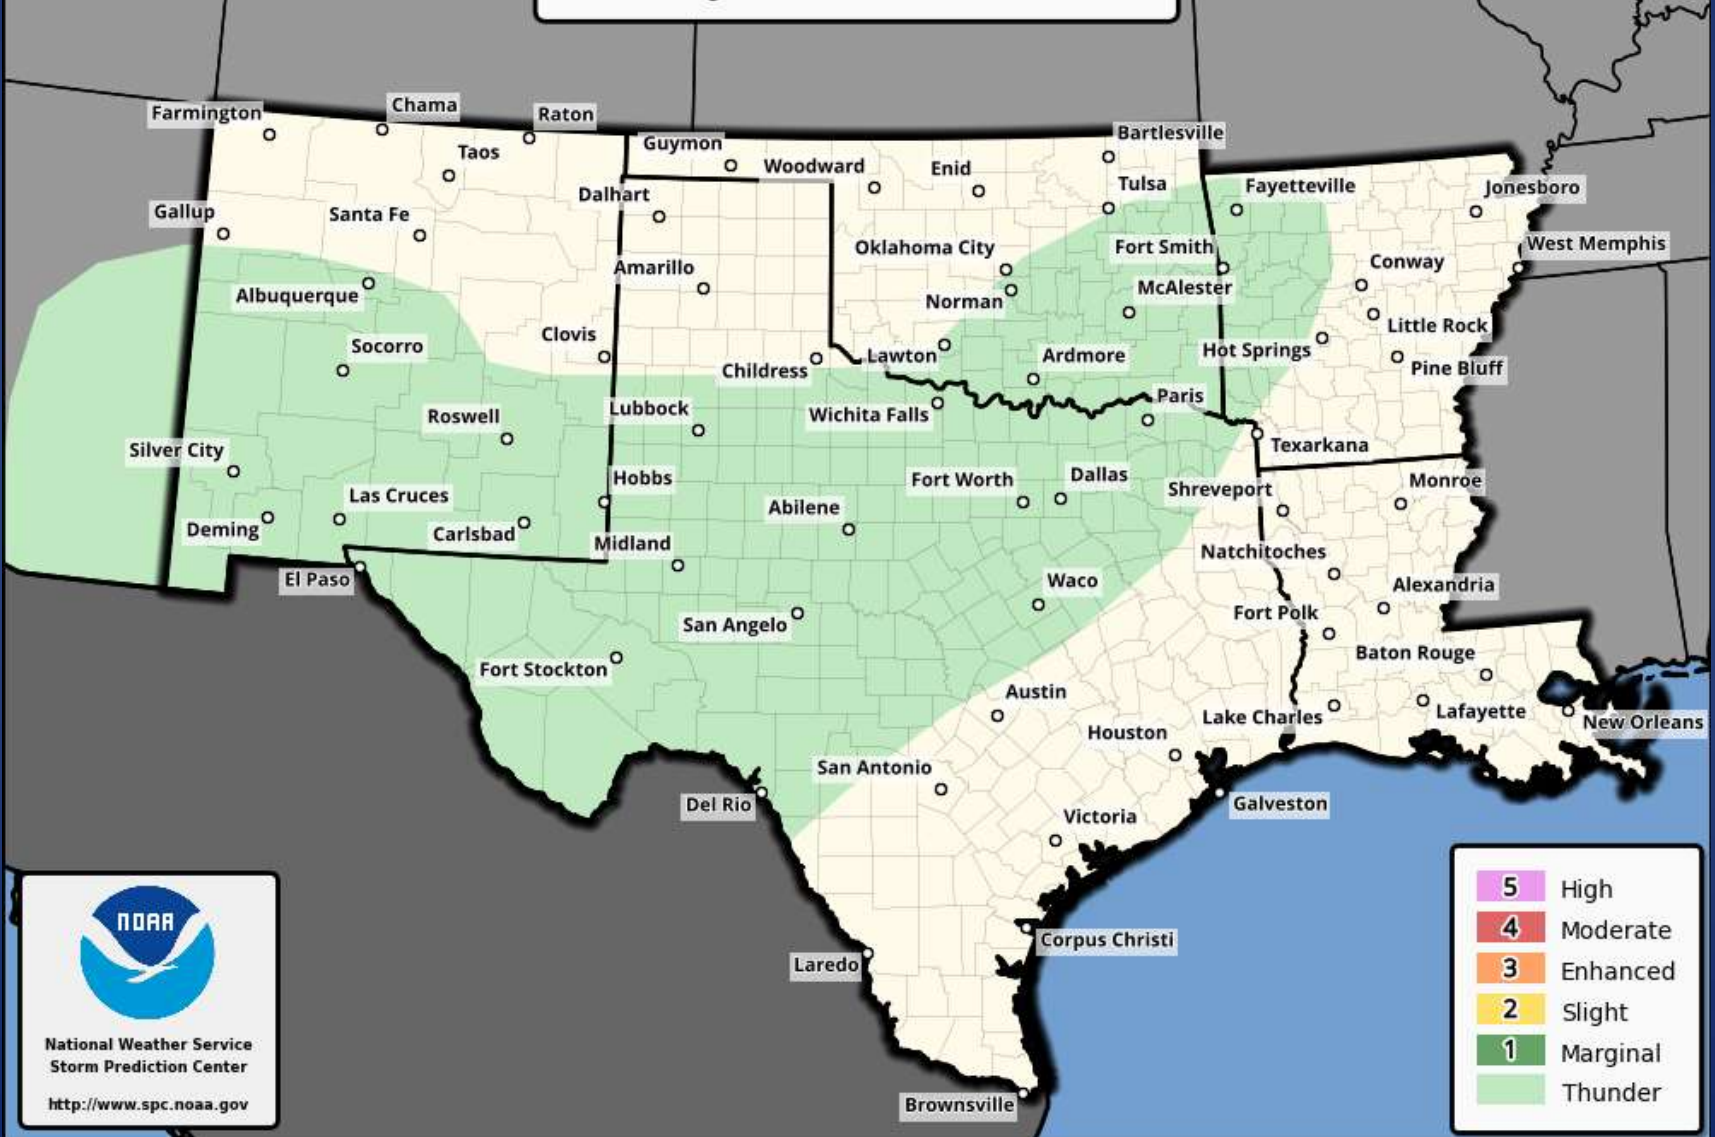 Farmington
Chama
Raton
Taos
Guymon
Woodward
Enid
Bartlesville
Tulsa
Fayetteville
Jonesboro
Gallup
Santa Fe
Dalhart
Oklahoma City
Fort Smith
West Memphis
Conway
Albuquerque
Amarillo
Norman
McAlester
Little Rock
Socorro
Clovis
Childress
Lawton
Ardmore
Hot Springs
Pine Bluff
Roswell
Lubbock
Wichita Falls
Paris
Texarkana
Silver City
Hobbs
Fort Worth
Dallas
Shreveport
Monroe
Las Cruces
Abilene
Deming
Carlsbad
Midland
Natchitoches
El Paso
Waco
Alexandria
San Angelo
Fort Polk
Fort Stockton
Baton Rouge
Austin
Lake Charles
Lafayette
New Orleans
Houston
San Antonio
Del Rio
Galveston
Victoria
Corpus Christi
Laredo
Brownsville
NOAA
National Weather Service
Storm Prediction Center
http://www.spc.noaa.gov
5 High
4 Moderate
3 Enhanced
2 Slight
1 Marginal
Thunder